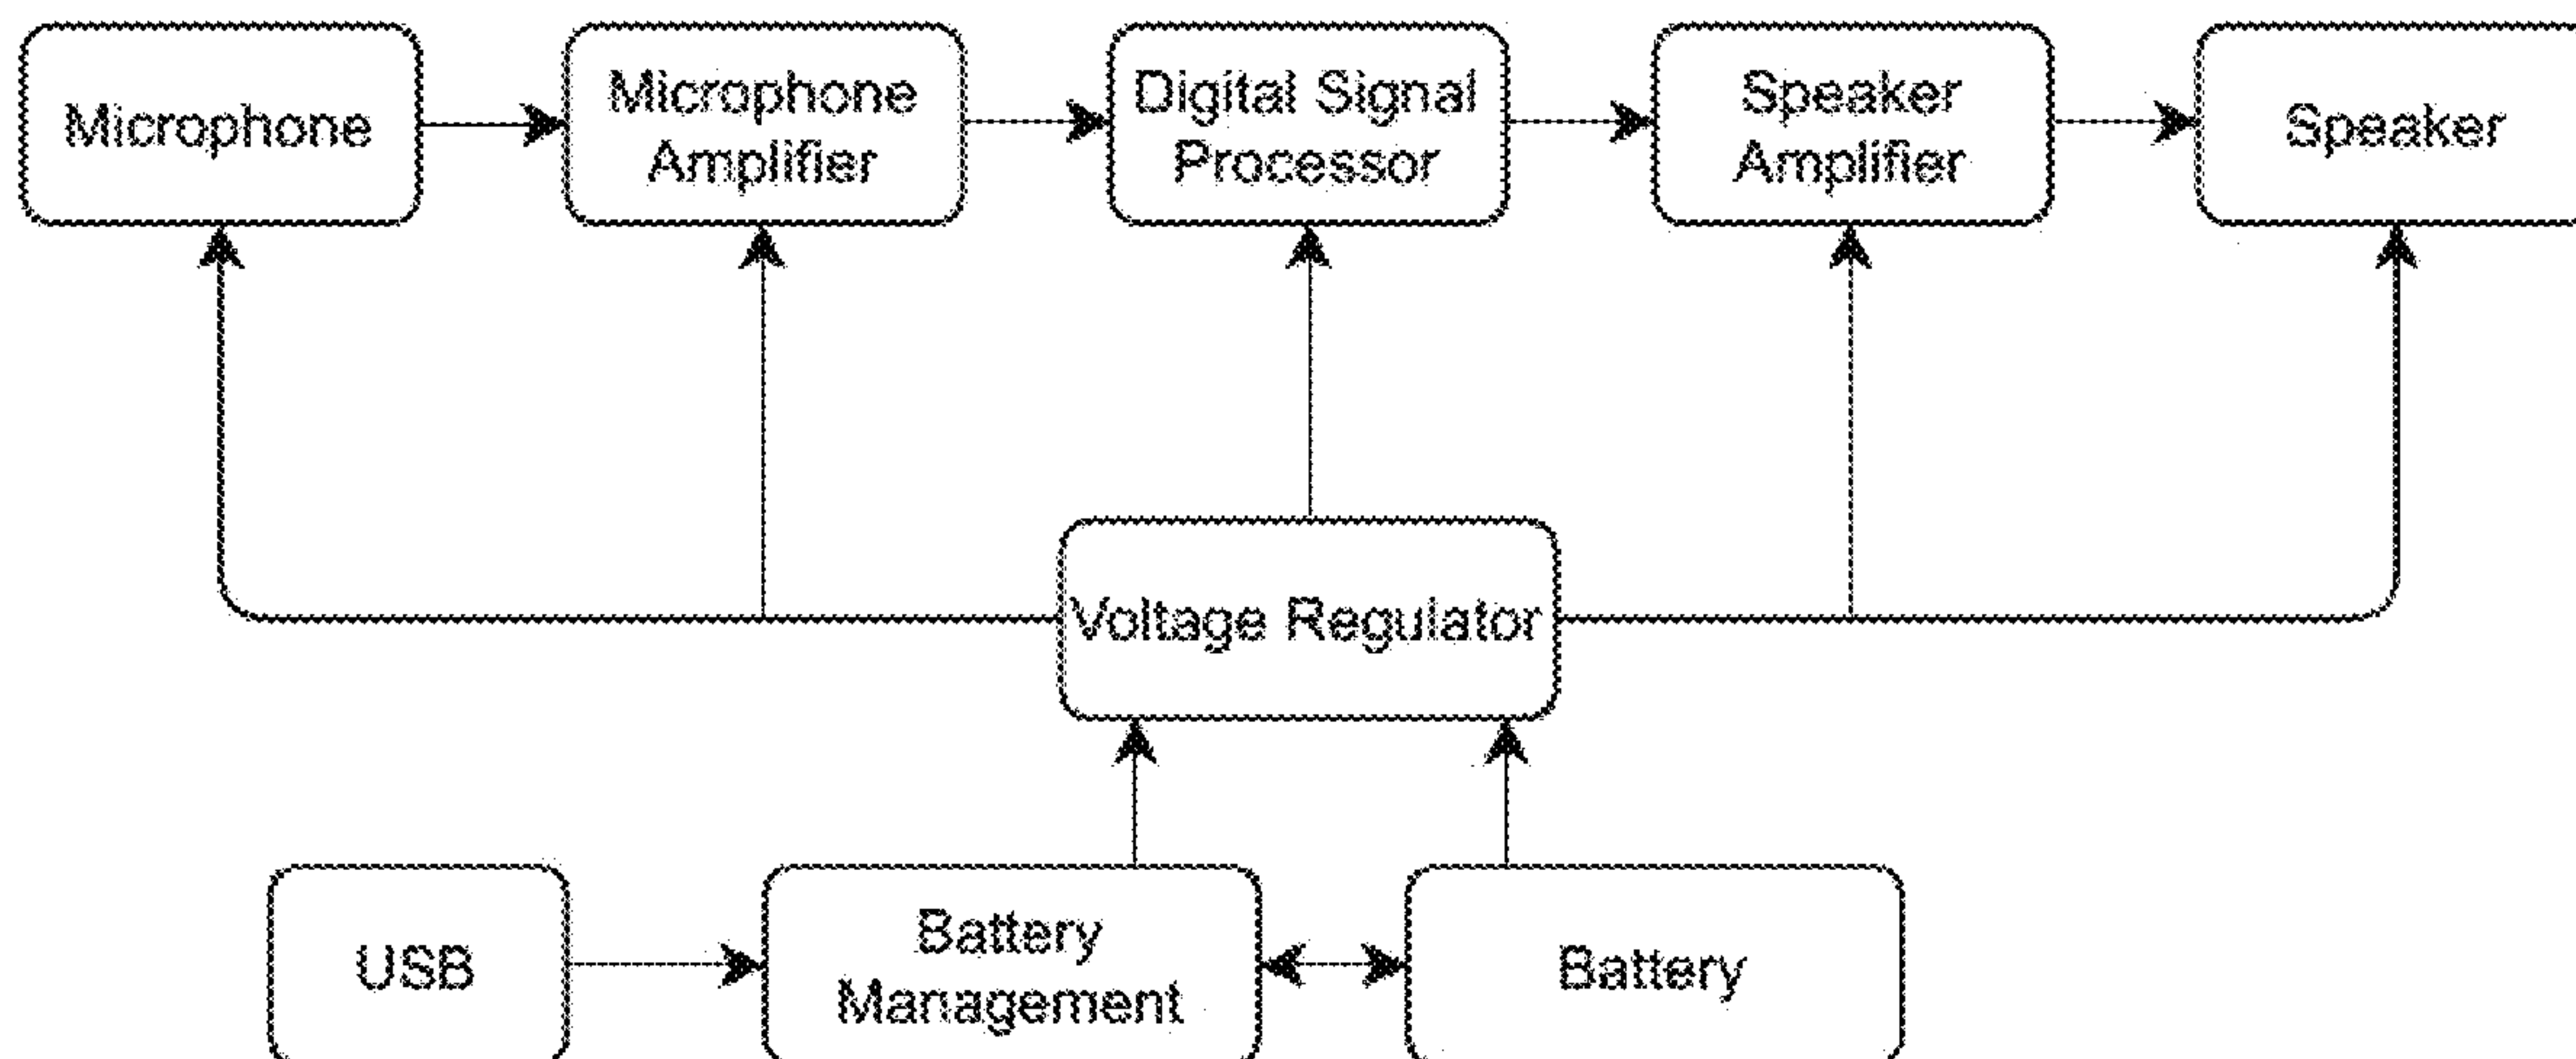 Microphone
Microphone
Amplifier
Digital Signal
Processor
Speaker
Amplifier
Speaker
Voltage Regulator
USB
Battery
Management
Battery